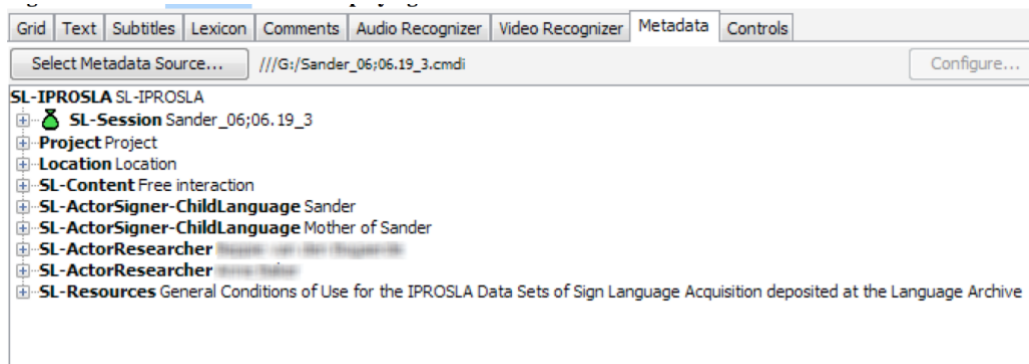 Grid Text Subtitles Lexicon Comments Audio Recognizer Video Recognizer Metadata Controls
Select Metadata Source... ///G:/Sander_06;06.19_3.cmdi Configure...
SL-IPROSLA SL-IPROSLA
SL-Session Sander_06;06.19_3
Project Project
Location Location
SL-Content Free interaction
SL-ActorSigner-ChildLanguage Sander
SL-ActorSigner-ChildLanguage Mother of Sander
SL-ActorResearcher
SL-ActorResearcher
SL-Resources General Conditions of Use for the IPROSLA Data Sets of Sign Language Acquisition deposited at the Language Archive